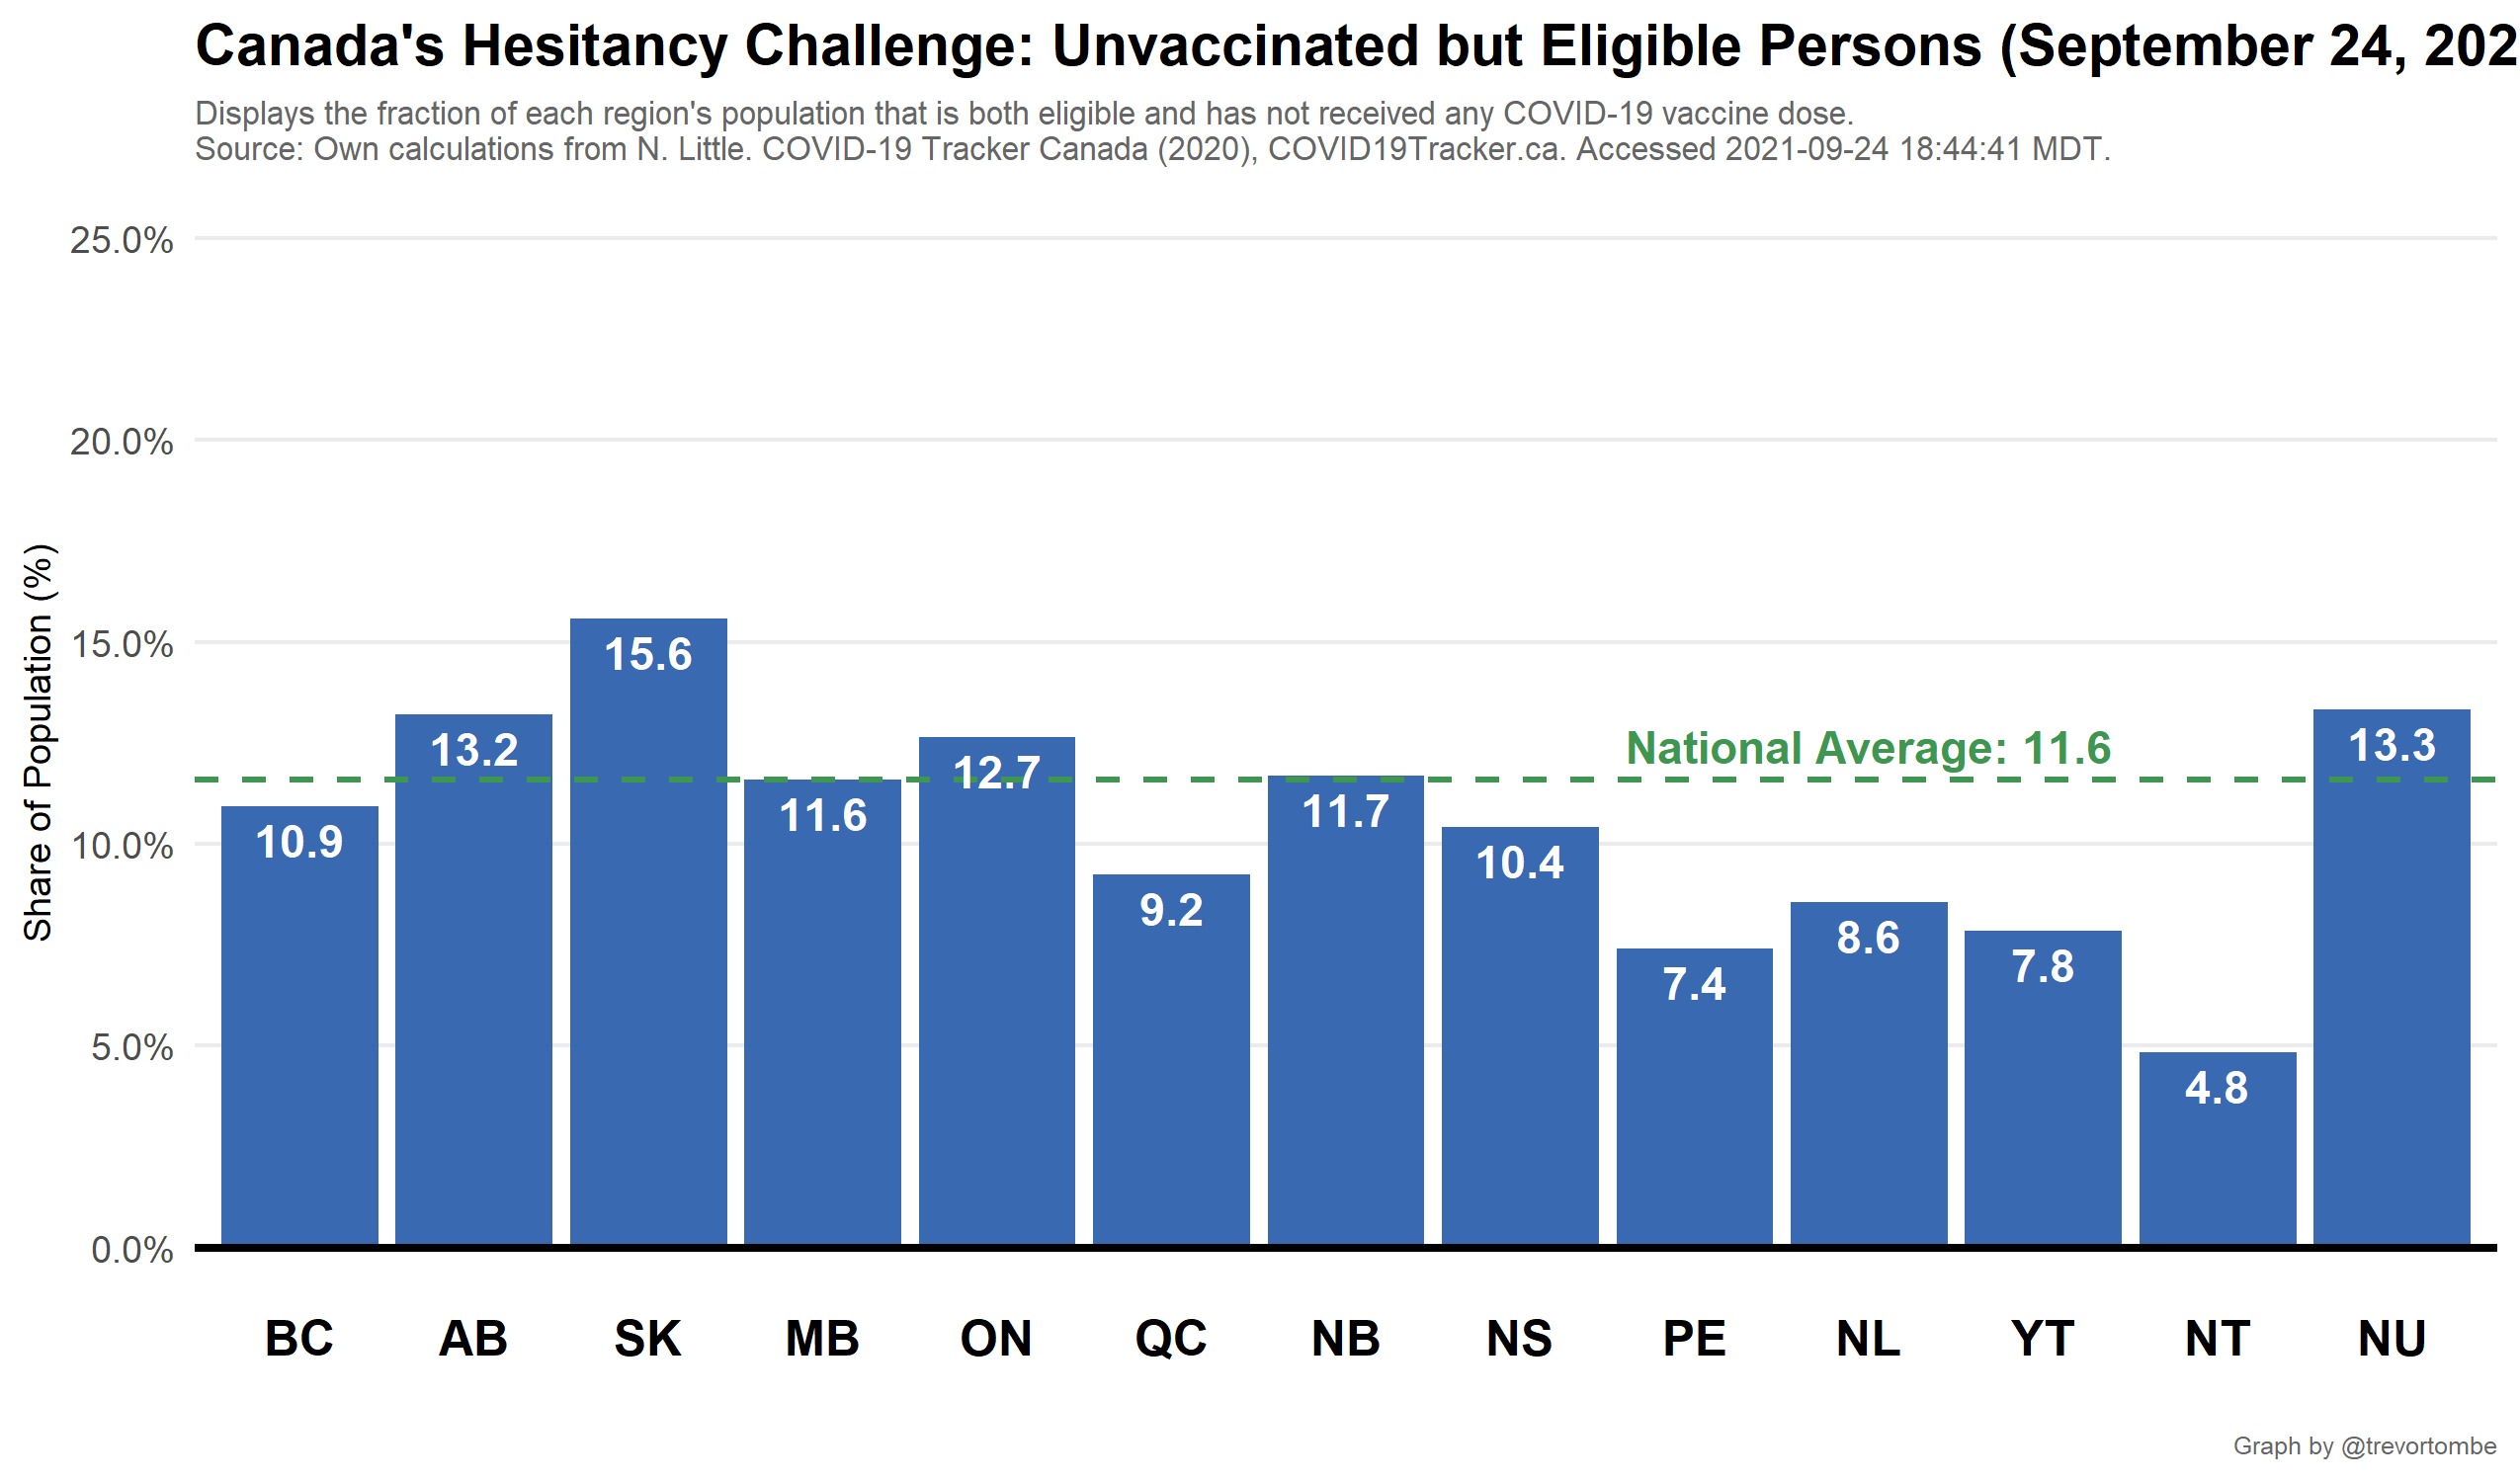 Canada's Hesitancy Challenge: Unvaccinated but Eligible Persons (September 24, 202
Displays the fraction of each region's population that is both eligible and has not received any COVID-19 vaccine dose.
Source: Own calculations from N. Little. COVID-19 Tracker Canada (2020), COVID19Tracker.ca. Accessed 2021-09-24 18:44:41 MDT.
Share of Population (%)
25.0%
20.0%
15.0%
10.0%
5.0%
0.0%
National Average: 11.6
10.9
13.2
15.6
11.6
12.7
9.2
11.7
10.4
7.4
8.6
7.8
4.8
13.3
BC AB SK MB ON QC NB NS PE NL YT NT NU
Graph by @trevortombe